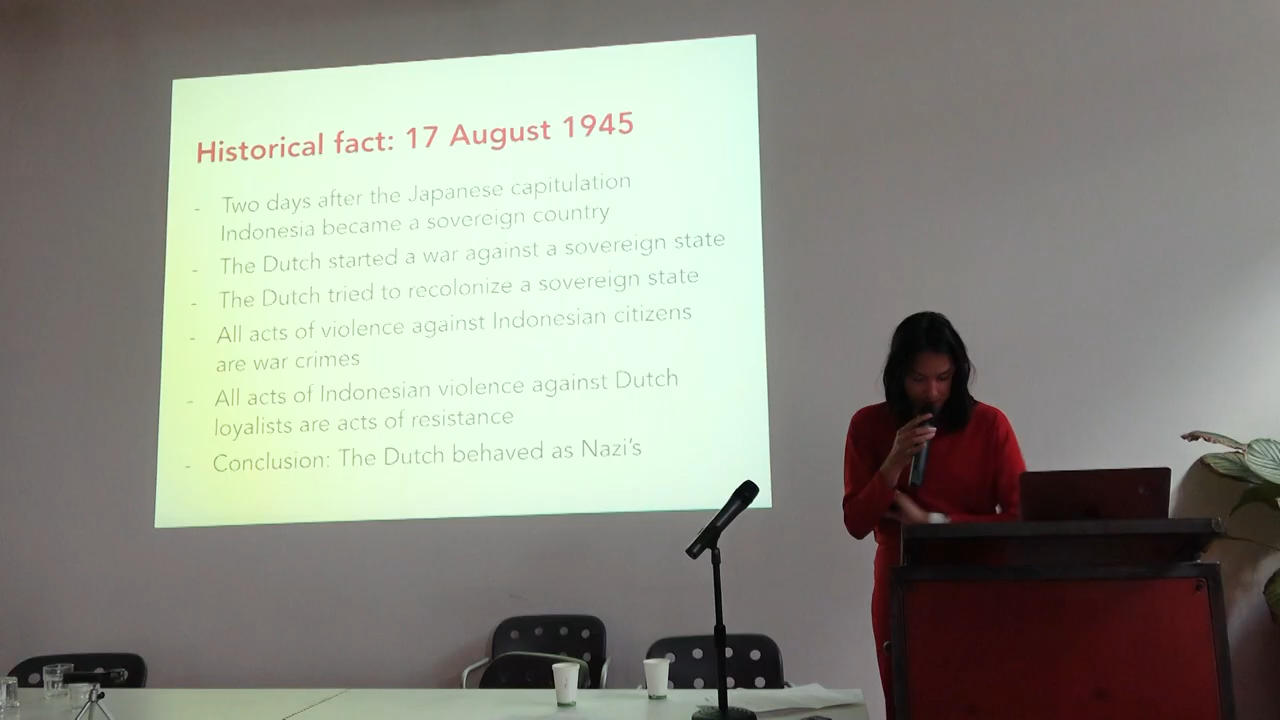 Historical fact: 17 August 1945
- Two days after the Japanese capitulation
Indonesia became a sovereign country
- The Dutch started a war against a sovereign state
- The Dutch tried to recolonize a sovereign state
- All acts of violence against Indonesian citizens
are war crimes
- All acts of Indonesian violence against Dutch
loyalists are acts of resistance
- Conclusion: The Dutch behaved as Nazi's